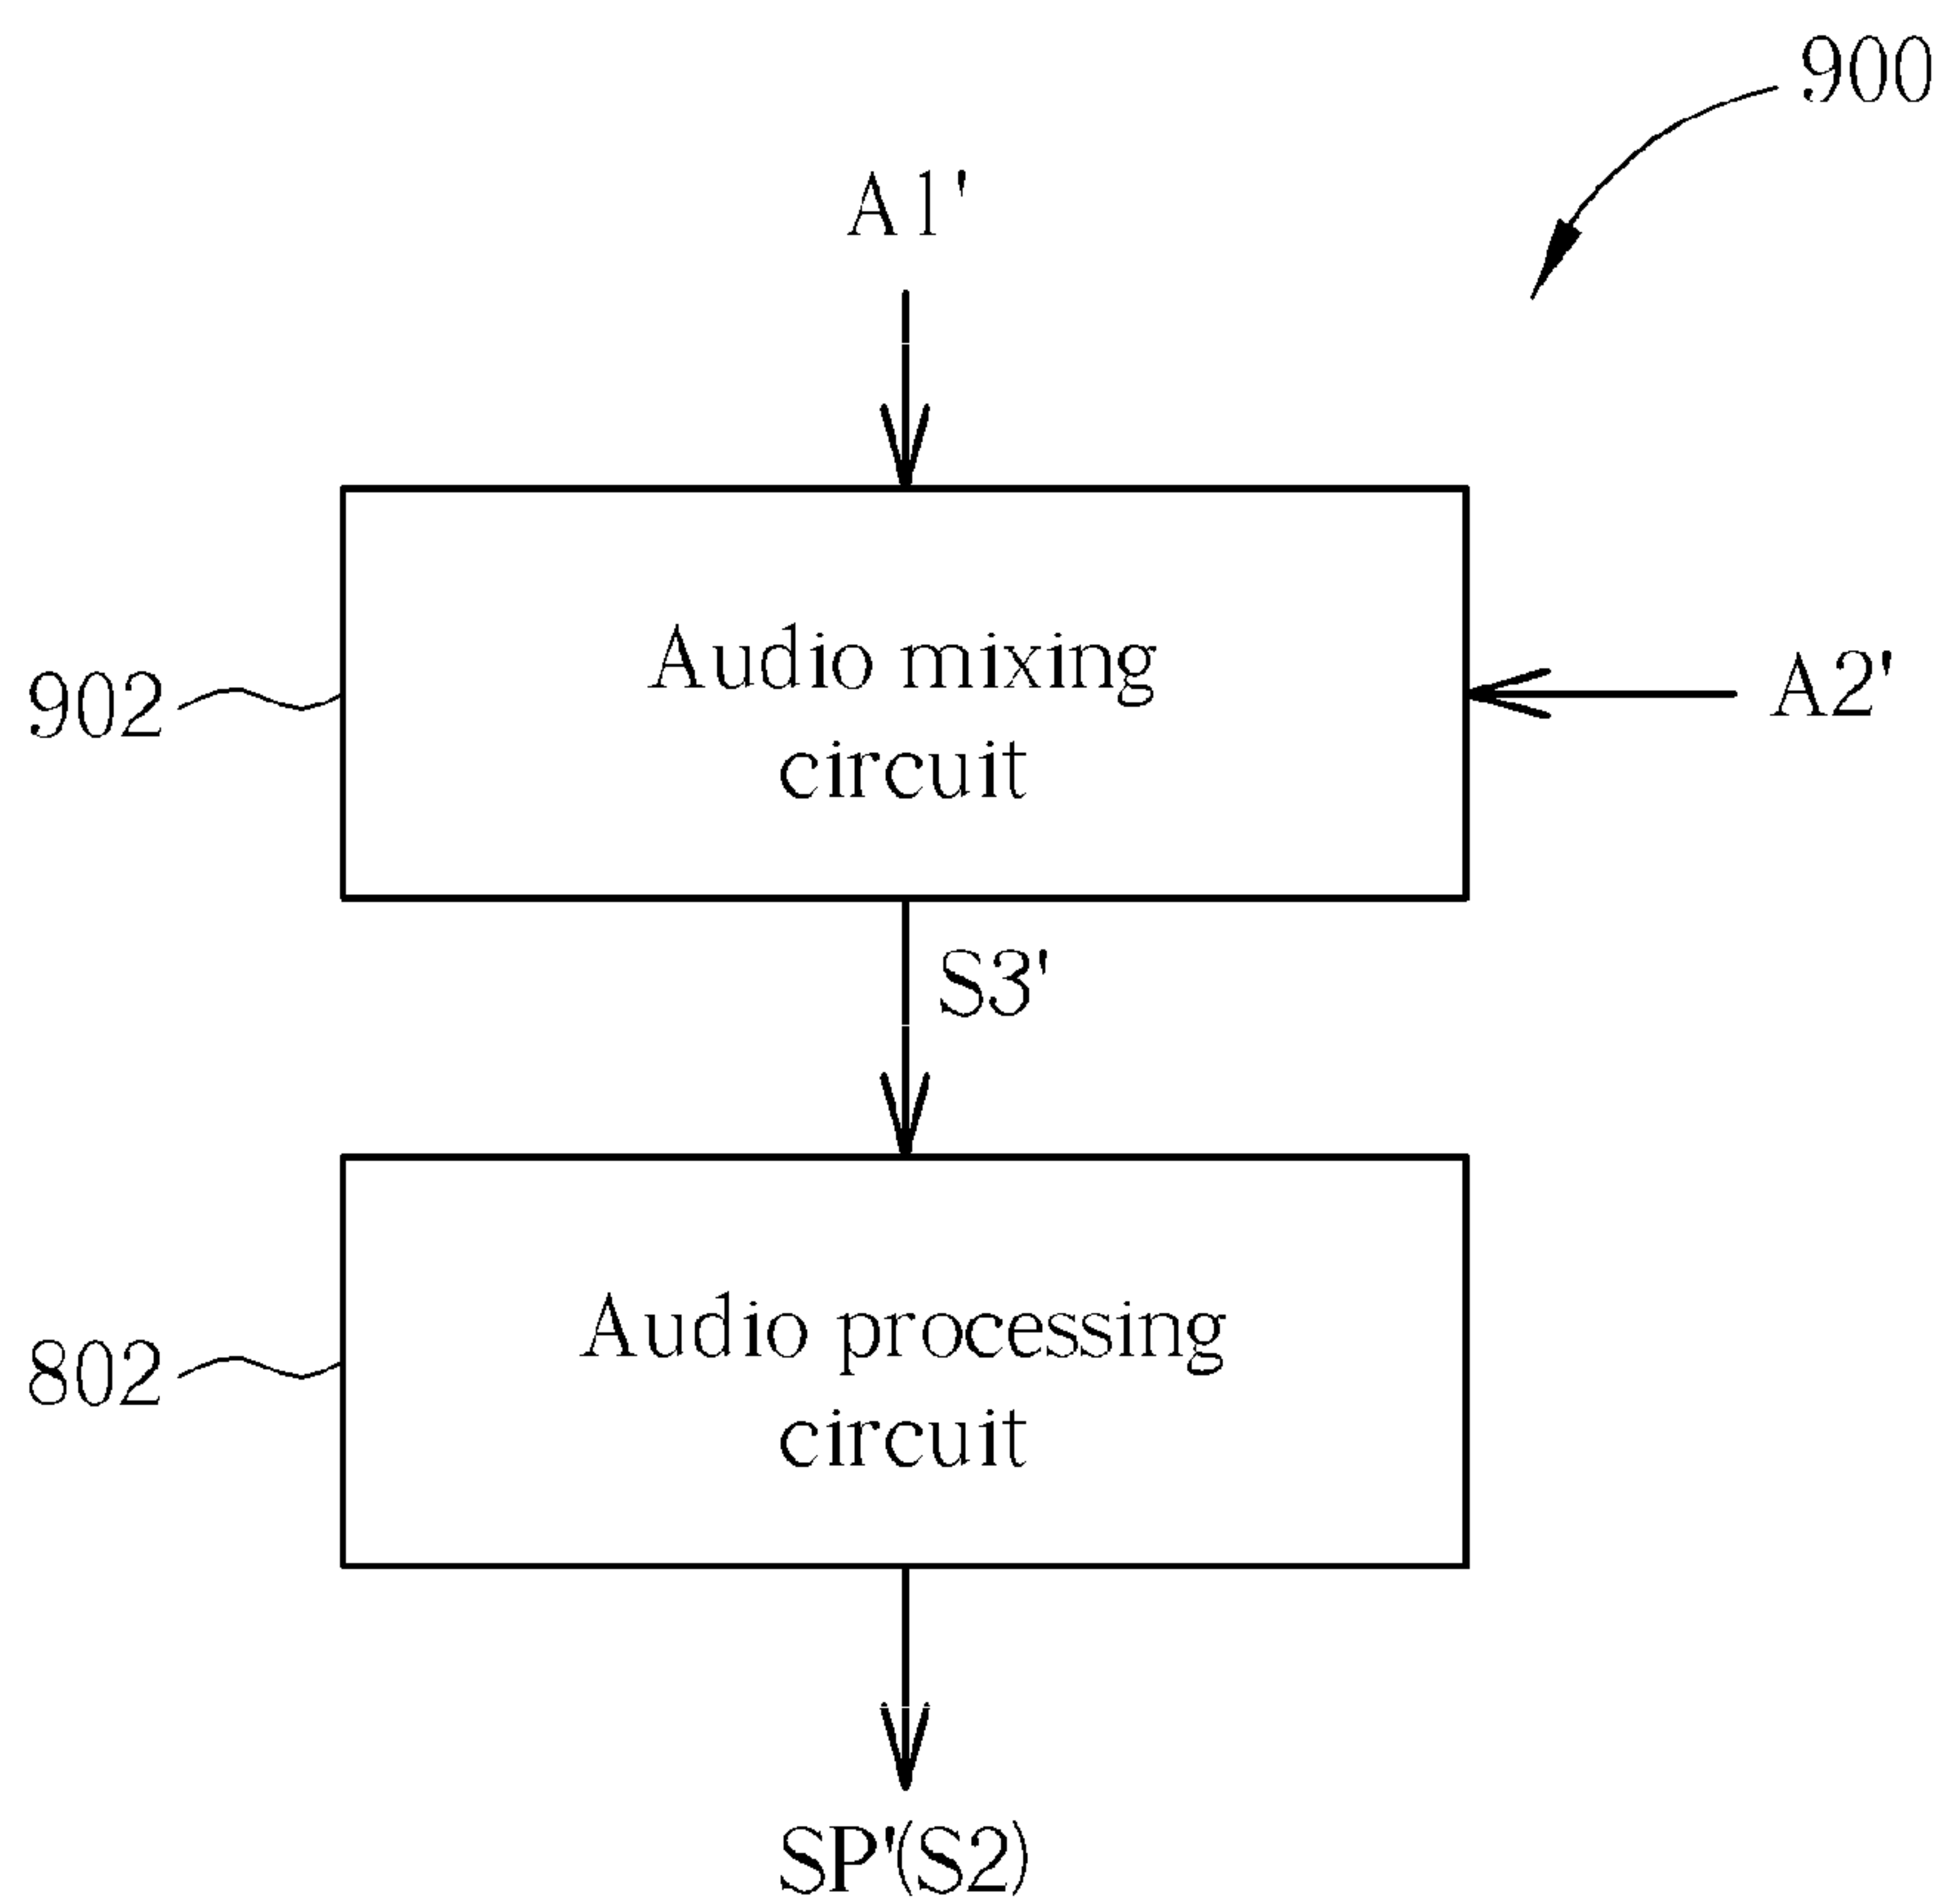 900
A1'
Audio mixing
circuit
902
A2'
S3'
Audio processing
circuit
802
SP'(S2)